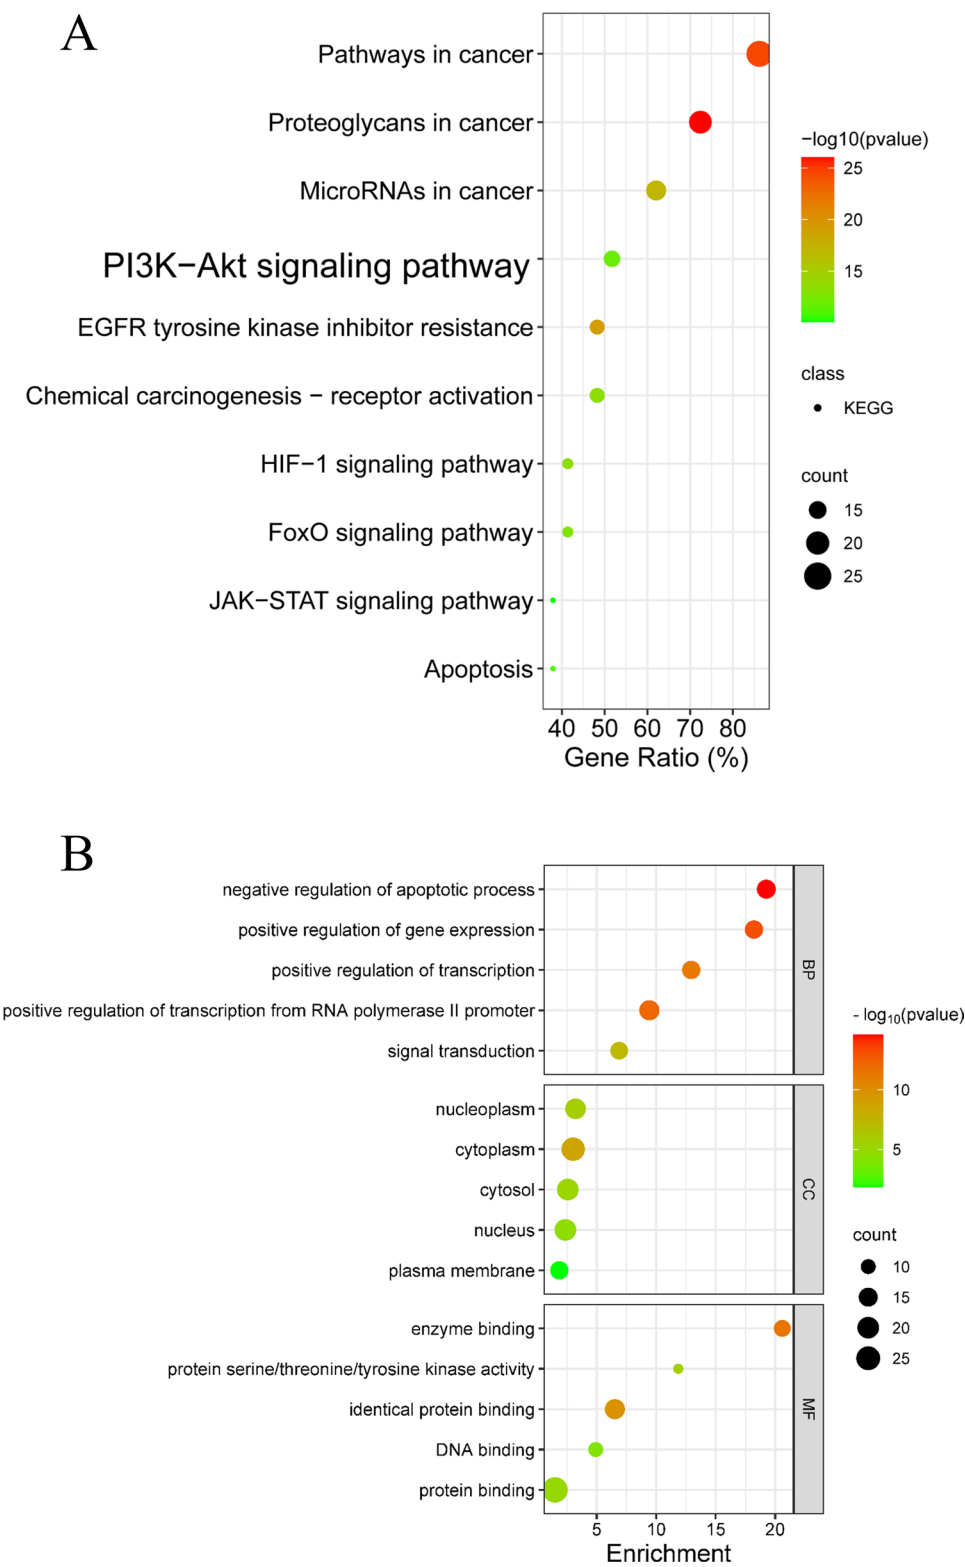 A
Pathways in cancer
Proteoglycans in cancer
MicroRNAs in cancer
PI3K−Akt signaling pathway
EGFR tyrosine kinase inhibitor resistance
Chemical carcinogenesis − receptor activation
HIF−1 signaling pathway
FoxO signaling pathway
JAK−STAT signaling pathway
Apoptosis
40 50 60 70 80
Gene Ratio (%)
−log10(pvalue)
25
20
15
class
KEGG
count
15
20
25
B
negative regulation of apoptotic process
positive regulation of gene expression
positive regulation of transcription
positive regulation of transcription from RNA polymerase II promoter
signal transduction
BP
nucleoplasm
cytoplasm
cytosol
nucleus
plasma membrane
CC
enzyme binding
protein serine/threonine/tyrosine kinase activity
identical protein binding
DNA binding
protein binding
MF
5 10 15 20
Enrichment
- log₁₀(pvalue)
10
5
count
10
15
20
25